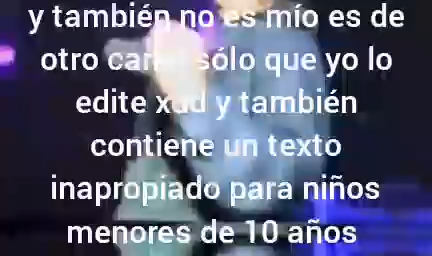 y también no es mío es de
otro canal sólo que yo lo
edite xdd y también
contiene un texto
inapropiado para niños
menores de 10 años